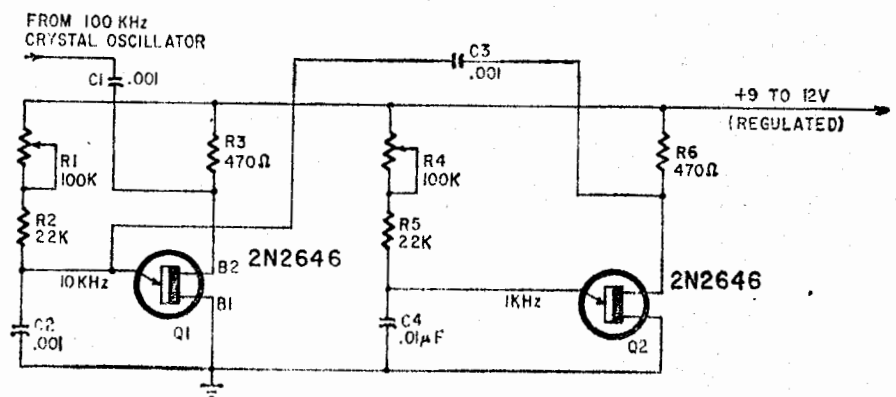 FROM 100 KHz
CRYSTAL OSCILLATOR
C1
.001
C3
.001
+9 TO 12V
(REGULATED)
R1
100K
R3
470Ω
R4
100K
R6
470Ω
R2
22K
R5
22K
B2
2N2646
2N2646
10KHz
B1
1KHz
C2
.001
Q1
C4
.01μF
Q2